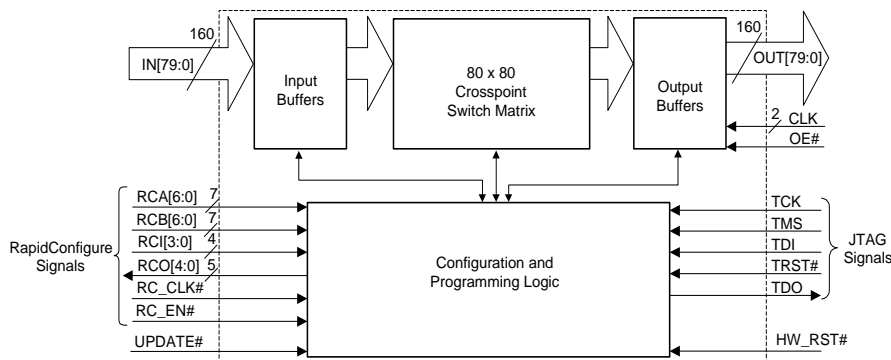 160
IN[79:0]
Input
Buffers
80 x 80
Crosspoint
Switch Matrix
Output
Buffers
160
OUT[79:0]
2
CLK
OE#
RapidConfigure
Signals
RCA[6:0]
7
RCB[6:0]
7
RCI[3:0]
4
RCO[4:0]
5
RC_CLK#
RC_EN#
UPDATE#
Configuration and
Programming Logic
TCK
TMS
TDI
TRST#
TDO
JTAG
Signals
HW_RST#